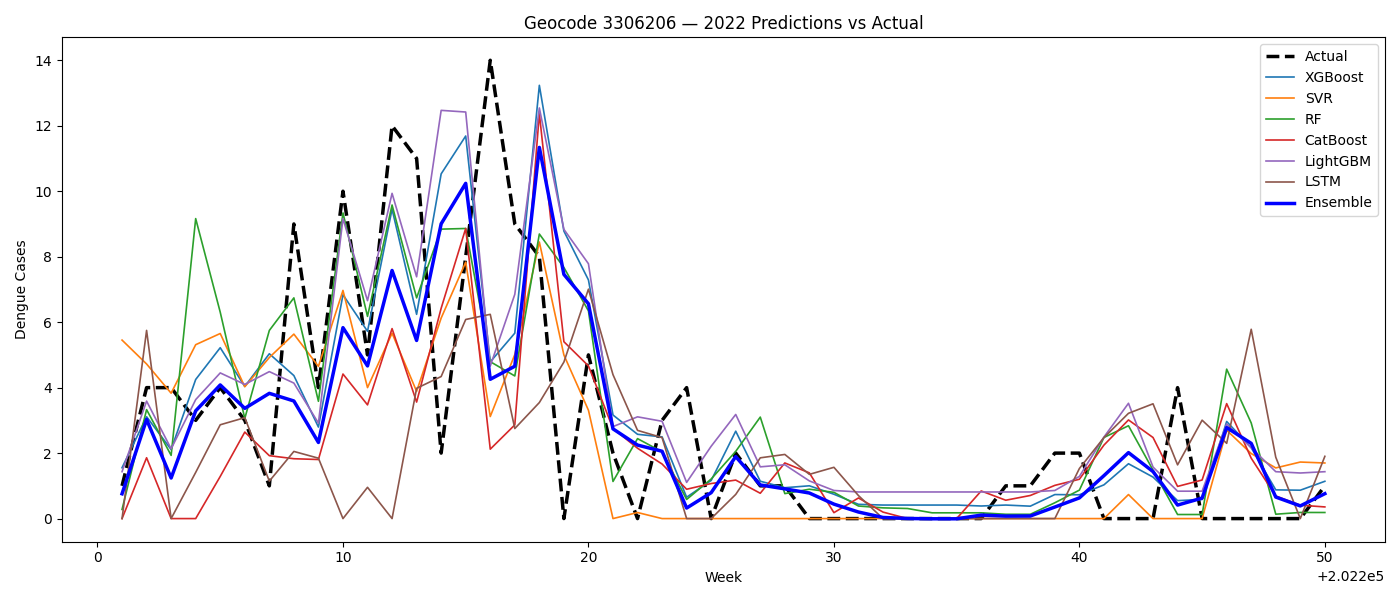 Geocode 3306206 — 2022 Predictions vs Actual
Dengue Cases
14
12
10
8
6
4
2
0
Actual
XGBoost
SVR
RF
CatBoost
LightGBM
LSTM
Ensemble
0
10
20
30
40
50
Week
+2.022e5